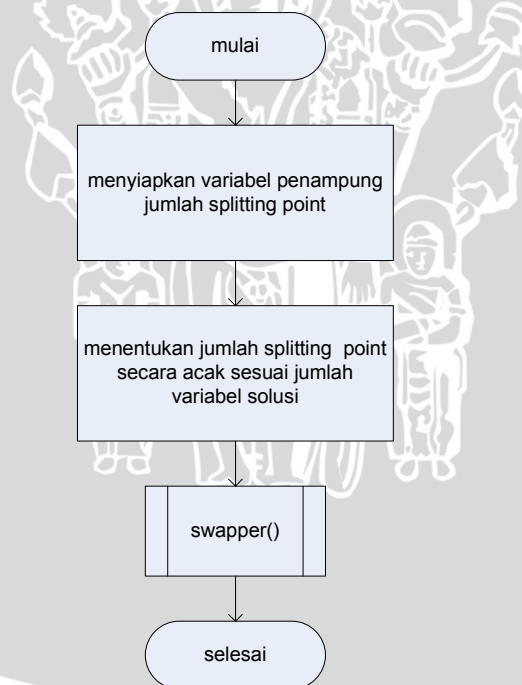 mulai
menyiapkan variabel penampung
jumlah splitting point
menentukan jumlah splitting point
secara acak sesuai jumlah
variabel solusi
swapper()
selesai